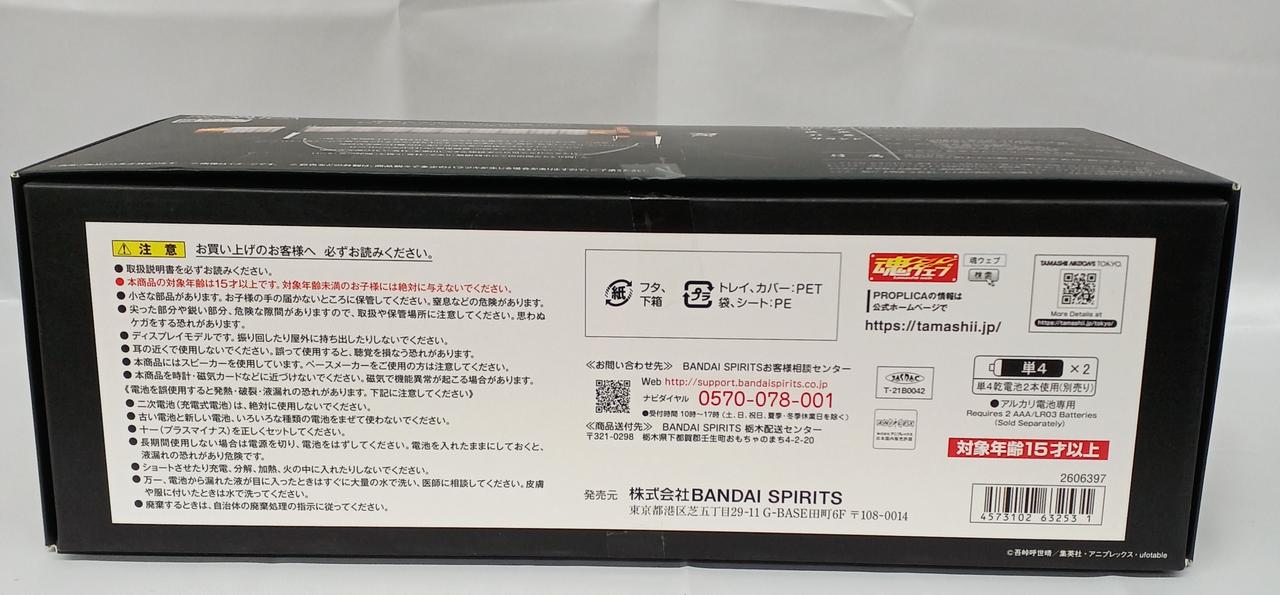 注意 お買い上げのお客様へ 必ずお読みください。
●取扱説明書を必ずお読みください。
●本商品の対象年齢は15才以上です。対象年齢未満のお子様には絶対に与えないでください。
●小さな部品があります。お子様の手の届かないところに保管してください。窒息などの危険があります。
●尖った部分や鋭い部分、危険な隙間がありますので、取扱や保管場所に注意してください。思わぬ
ケガをする恐れがあります。
●ディスプレイモデルです。振り回したり屋外に持ち出したりしないでください。
●耳の近くで使用しないでください。誤って使用すると、聴覚を損なう恐れがあります。
●本商品にはスピーカーを使用しています。ペースメーカーをご使用の方は注意してください。
●本商品を時計・磁気カードなどに近づけないでください。磁気で機能異常が起こる場合があります。
《電池を誤使用すると発熱・破裂・液漏れの恐れがあります。下記に注意してください》
●二次電池(充電式電池)は、絶対に使用しないでください。
●古い電池と新しい電池、いろいろな種類の電池をまぜて使わないでください。
●＋－(プラスマイナス)を正しくセットしてください。
●長期間使用しない場合は電源を切り、電池をはずしてください。電池を入れたままにしておくと、
液漏れの恐れがあり危険です。
●ショートさせたり充電、分解、加熱、火の中に入れたりしないでください。
●万一、電池から漏れた液が目に入ったときはすぐに大量の水で洗い、医師に相談してください。皮膚
や服に付いたときは水で洗ってください。
●廃棄するときは、自治体の廃棄処理の指示に従ってください。
紙 フタ、
下箱
プラ トレイ、カバー:PET
袋、シート:PE
≪お問い合わせ先≫ BANDAI SPIRITSお客様相談センター
Web http://support.bandaispirits.co.jp
ナビダイヤル 0570-078-001
●受付時間 10時～17時(土、日、祝日、夏季・冬季休業日を除く)
≪商品送付先≫ BANDAI SPIRITS 栃木配送センター
〒321-0298 栃木県下都賀郡壬生町おもちゃのまち4-2-20
発売元 株式会社BANDAI SPIRITS
東京都港区芝五丁目29-11 G-BASE田町6F 〒108-0014
魂ウェブ
魂ウェブ
検索
PROPLICAの情報は
公式ホームページで
https://tamashii.jp/
TAMASHII NATIONS TOKYO
More Details at
https://tamashii.jp/tokyo/
T-21B0042
単4 ×2
単4乾電池2本使用(別売り)
●アルカリ電池専用
Requires 2 AAA/LR03 Batteries
(Sold Separately)
対象年齢15才以上
2606397
4573102 63253 1
©吾峠呼世晴／集英社・アニプレックス・ufotable